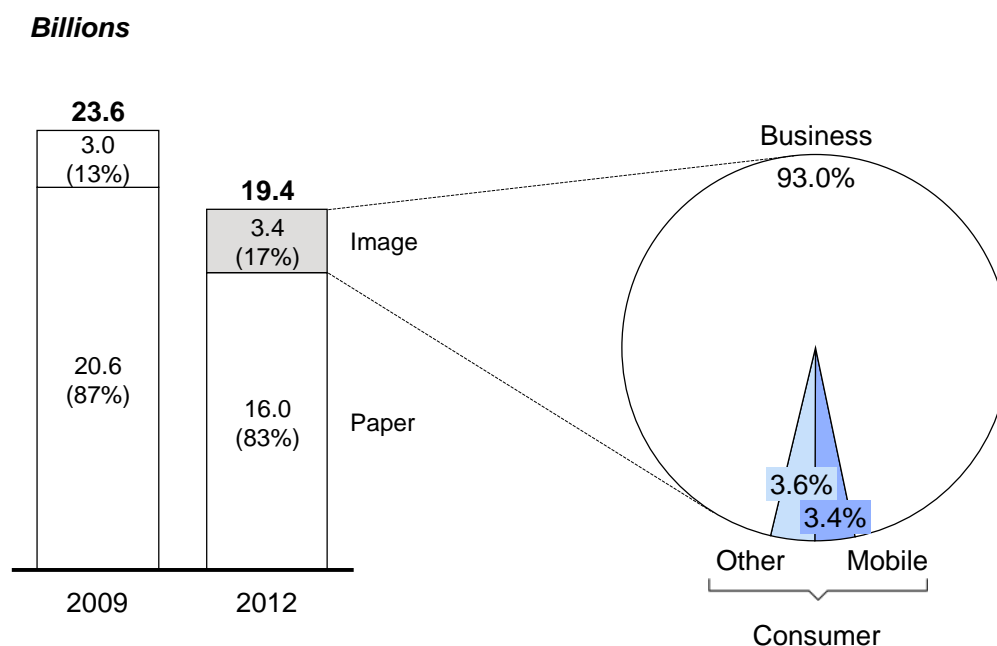 Billions
23.6
3.0
(13%)
20.6
(87%)
19.4
3.4
(17%)
16.0
(83%)
Image
Paper
2009
2012
Business
93.0%
3.6%
3.4%
Other
Mobile
Consumer